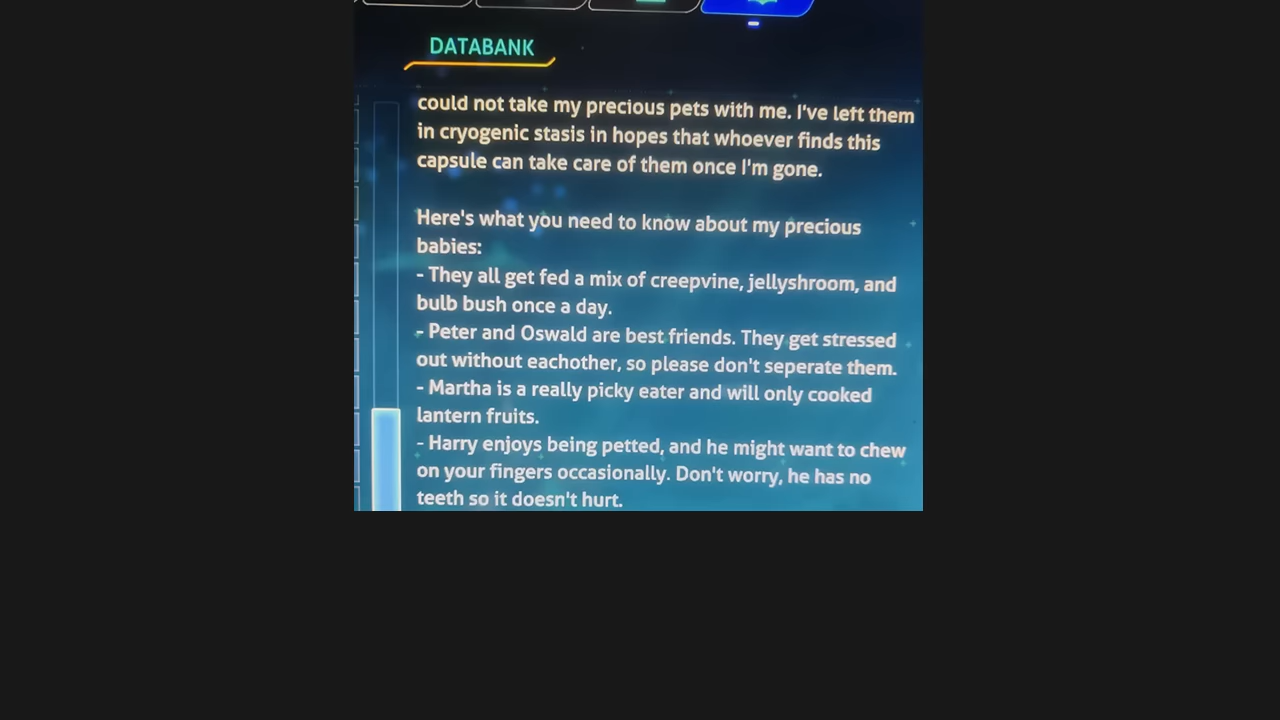 DATABANK
could not take my precious pets with me. I've left them
in cryogenic stasis in hopes that whoever finds this
capsule can take care of them once I'm gone.
Here's what you need to know about my precious
babies:
- They all get fed a mix of creepvine, jellyshroom, and
bulb bush once a day.
- Peter and Oswald are best friends. They get stressed
out without eachother, so please don't seperate them.
- Martha is a really picky eater and will only cooked
lantern fruits.
- Harry enjoys being petted, and he might want to chew
on your fingers occasionally. Don't worry, he has no
teeth so it doesn't hurt.